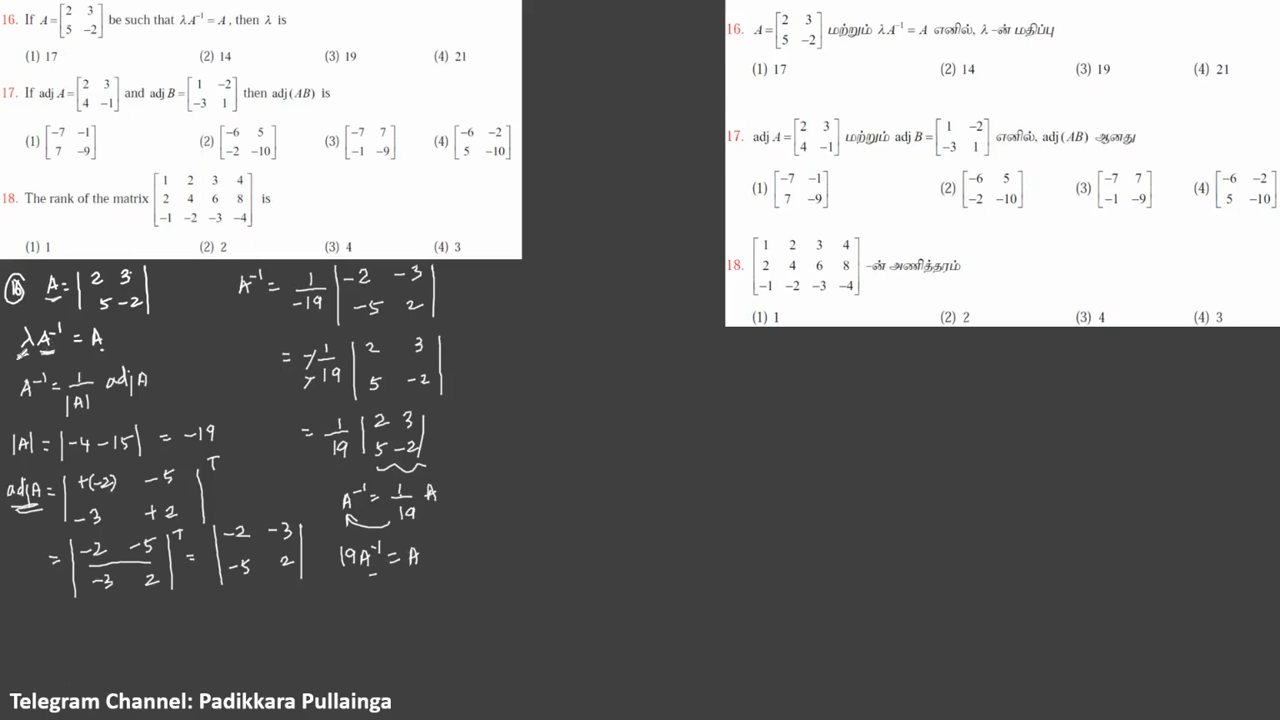 16. If A = [2 3; 5 −2] be such that λA⁻¹ = A, then λ is
(1) 17 (2) 14 (3) 19 (4) 21
17. If adj A = [2 3; 4 −1] and adj B = [1 −2; −3 1] then adj(AB) is
(1) [−7 −1; 7 −9] (2) [−6 5; −2 −10] (3) [−7 7; −1 −9] (4) [−6 −2; 5 −10]
18. The rank of the matrix [1 2 3 4; 2 4 6 8; −1 −2 −3 −4] is
(1) 1 (2) 2 (3) 4 (4) 3
16 A = |2 3; 5 −2|
λA⁻¹ = A
A⁻¹ = 1/|A| adjA
|A| = |−4 −15| = −19
adjA = |+(−2) −5; −3 +2|ᵀ
= |−2 −5; −3 2|ᵀ = |−2 −3; −5 2|
A⁻¹ = 1/−19 |−2 −3; −5 2|
= −1/−19 |2 3; 5 −2|
= 1/19 |2 3; 5 −2|
A⁻¹ = 1/19 A
19A⁻¹ = A
16. A = [2 3; 5 −2] மற்றும் λA⁻¹ = A எனில், λ −ன் மதிப்பு
(1) 17 (2) 14 (3) 19 (4) 21
17. adj A = [2 3; 4 −1] மற்றும் adj B = [1 −2; −3 1] எனில், adj(AB) ஆனது
(1) [−7 −1; 7 −9] (2) [−6 5; −2 −10] (3) [−7 7; −1 −9] (4) [−6 −2; 5 −10]
18. [1 2 3 4; 2 4 6 8; −1 −2 −3 −4] −ன் அணித்தரம்
(1) 1 (2) 2 (3) 4 (4) 3
Telegram Channel: Padikkara Pullainga